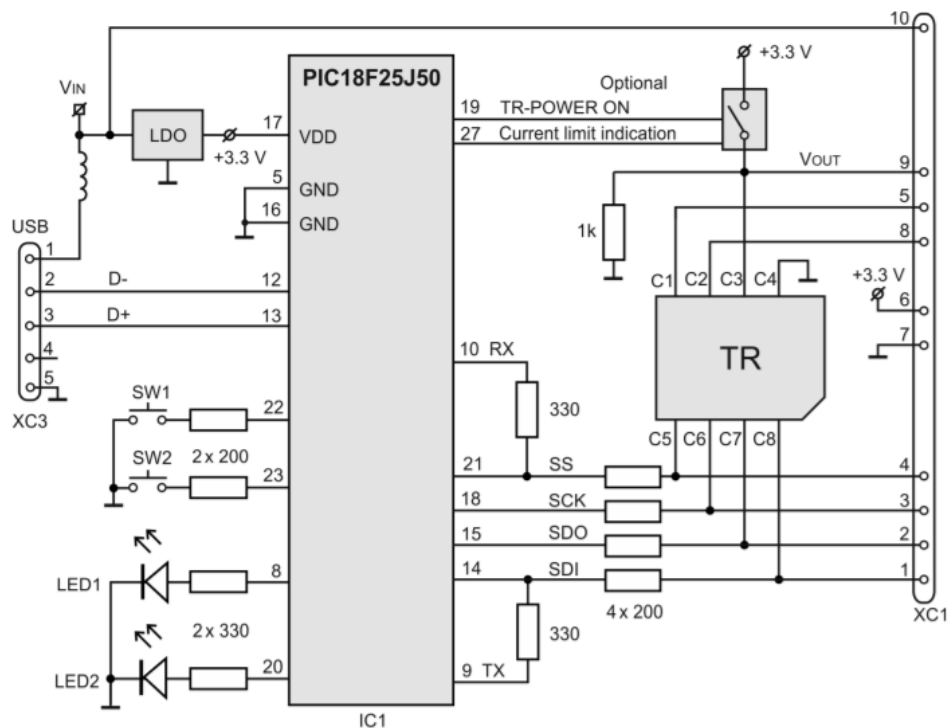 10
PIC18F25J50
+3.3 V
Optional
VIN
19 TR-POWER ON
17
LDO
VDD
27 Current limit indication
+3.3 V
VOUT
9
5
GND
5
16
GND
1k
8
USB
1
C1 C2 C3 C4
+3.3 V
2
D-
12
6
3
D+
13
7
TR
4
10 RX
5
330
XC3
SW1
22
C5 C6 C7 C8
2 x 200
21
SS
4
SW2
23
18
SCK
3
15
SDO
2
LED1
8
14
SDI
1
4 x 200
XC1
2 x 330
330
LED2
20
9 TX
IC1